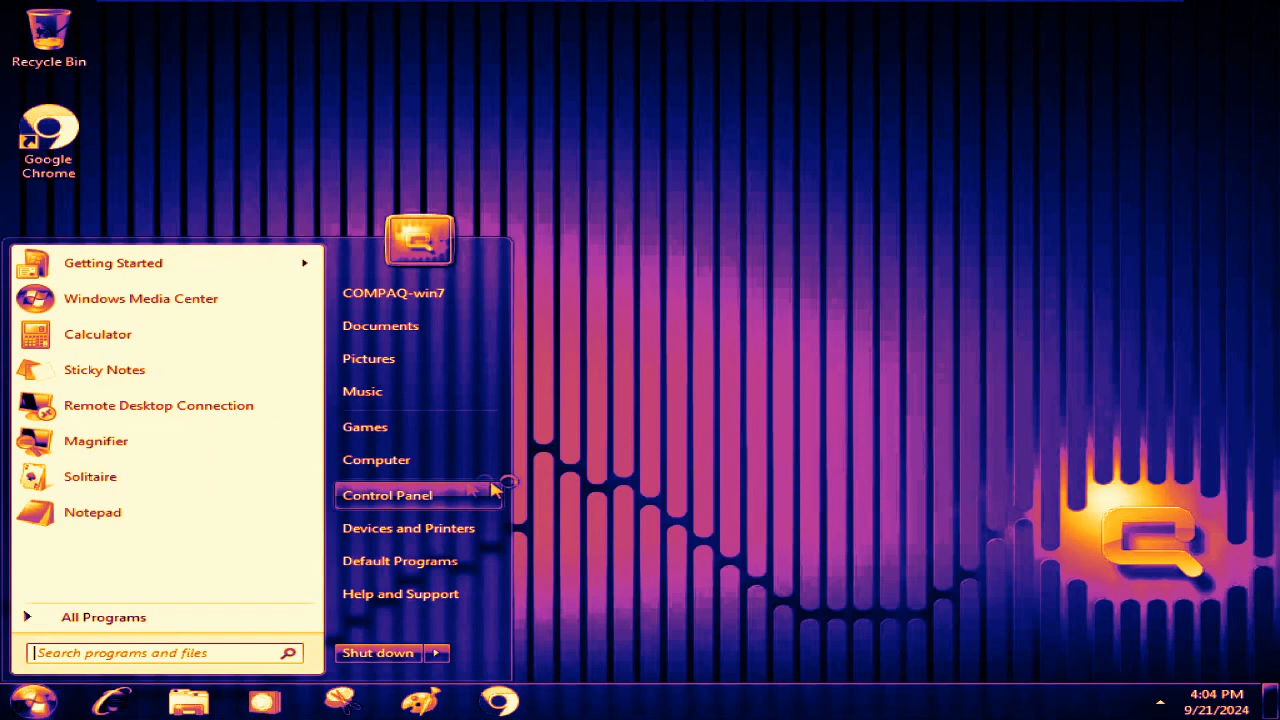 Recycle Bin
Google
Chrome
Getting Started
Windows Media Center
Calculator
Sticky Notes
Remote Desktop Connection
Magnifier
Solitaire
Notepad
All Programs
Search programs and files
COMPAQ-win7
Documents
Pictures
Music
Games
Computer
Control Panel
Devices and Printers
Default Programs
Help and Support
Shut down
4:04 PM
9/21/2024